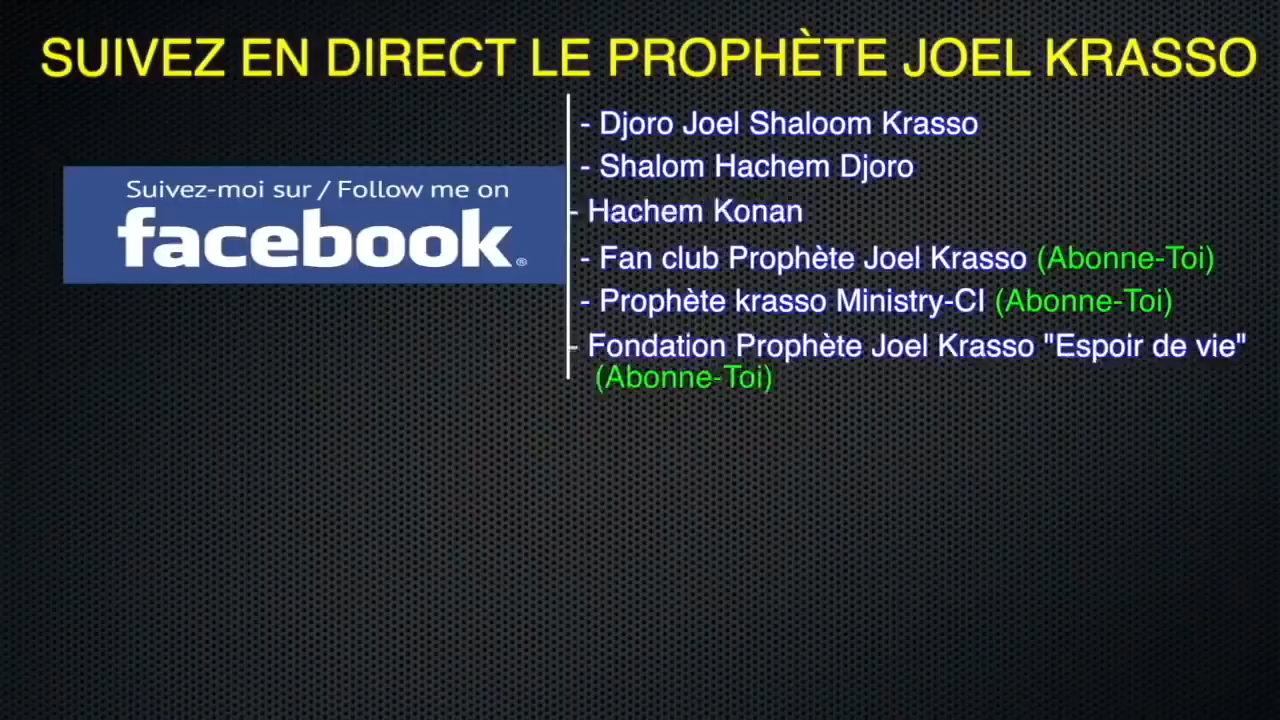 SUIVEZ EN DIRECT LE PROPHÈTE JOEL KRASSO
Suivez-moi sur / Follow me on
facebook®
- Djoro Joel Shaloom Krasso
- Shalom Hachem Djoro
- Hachem Konan
- Fan club Prophète Joel Krasso (Abonne-Toi)
- Prophète krasso Ministry-CI (Abonne-Toi)
- Fondation Prophète Joel Krasso "Espoir de vie"
(Abonne-Toi)